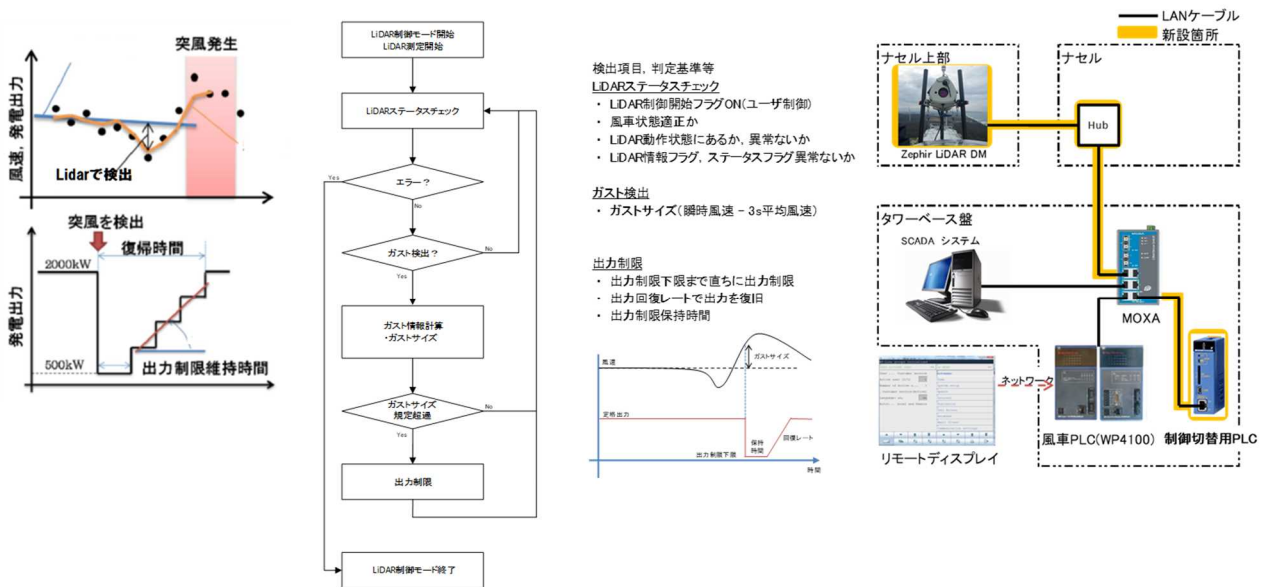 突風発生
風速，発電出力
Lidarで検出
突風を検出
復帰時間
2000kW
発電出力
500kW
出力制限維持時間
LiDAR制御モード開始
LiDAR測定開始
LiDARステータスチェック
エラー？
Yes
No
ガスト検出？
No
Yes
ガスト情報計算
・ガストサイズ
ガストサイズ
規定超過
No
Yes
出力制限
LiDAR制御モード終了
検出項目，判定基準等
LiDARステータスチェック
・ LiDAR制御開始フラグON（ユーザ制御）
・ 風車状態適正か
・ LiDAR動作状態にあるか，異常ないか
・ LiDAR情報フラグ，ステータスフラグ異常ないか
ガスト検出
・ ガストサイズ（瞬時風速 − 3s平均風速）
出力制限
・ 出力制限下限まで直ちに出力制限
・ 出力回復レートで出力を復旧
・ 出力制限保持時間
風速
ガストサイズ
定格出力
保持
時間
回復レート
出力制限下限
時間
LANケーブル
新設箇所
ナセル上部
ナセル
Hub
Zephir LiDAR DM
タワーベース盤
SCADA システム
MOXA
ネットワーク
風車PLC(WP4100)
制御切替用PLC
リモートディスプレイ